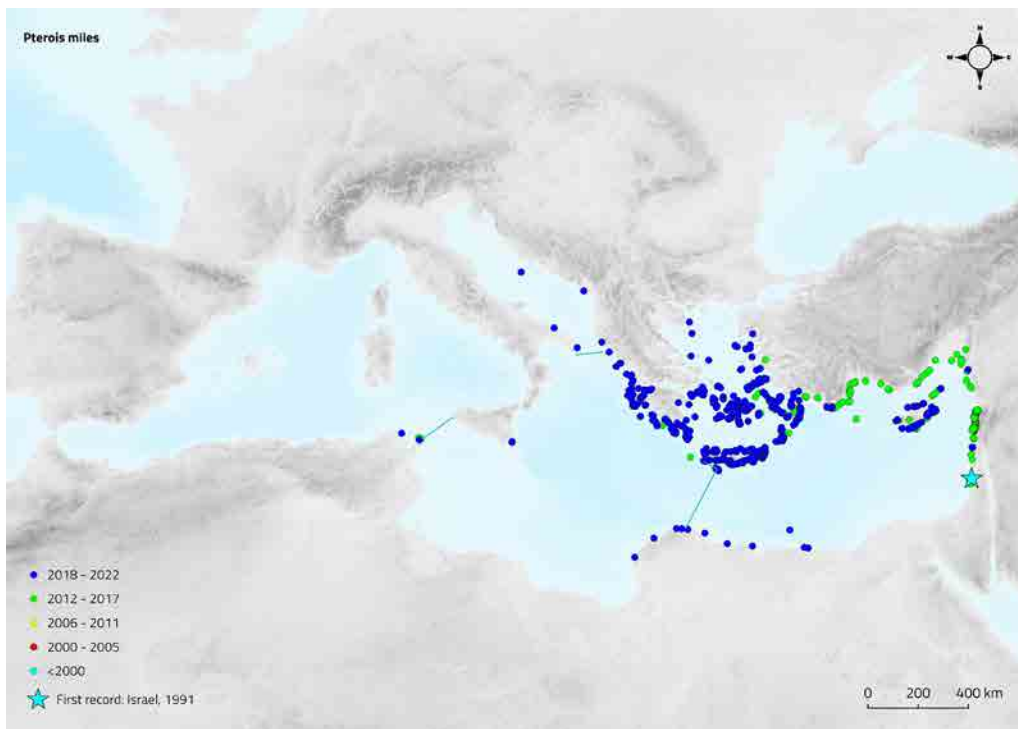 Pterois miles
N
W
E
S
2018 - 2022
2012 - 2017
2006 - 2011
2000 - 2005
<2000
First record: Israel, 1991
0 200 400 km